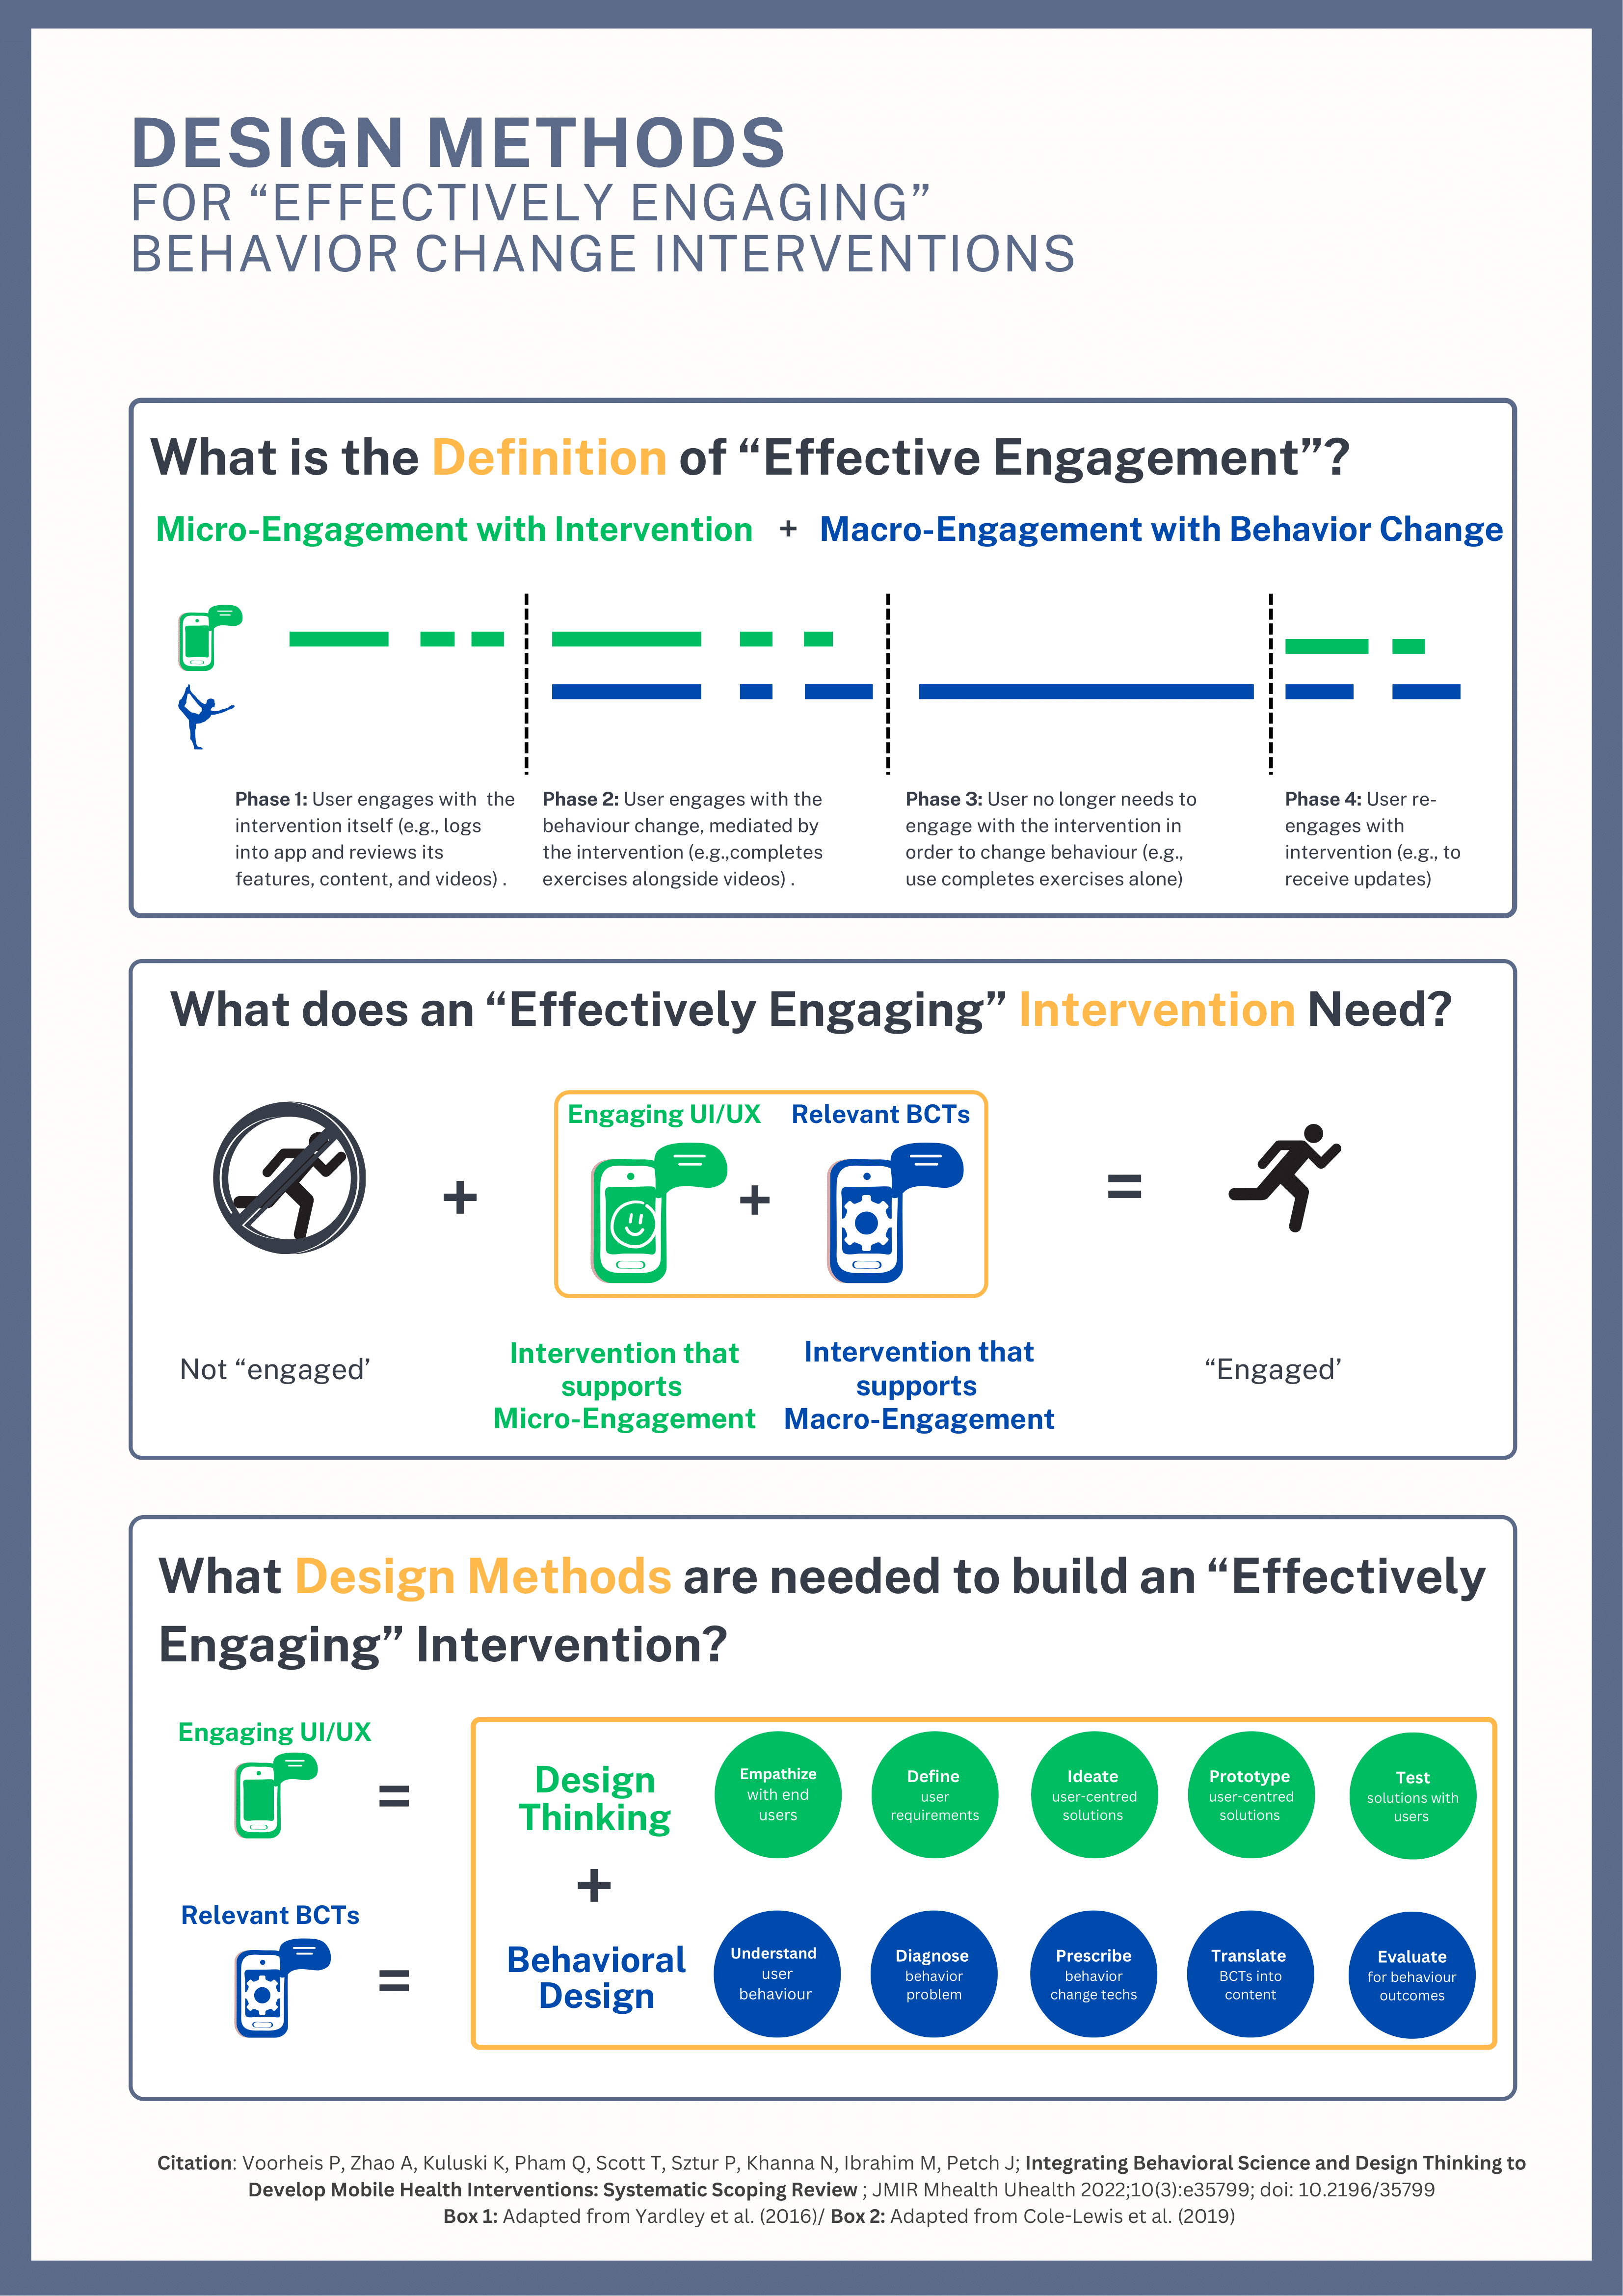 DESIGN METHODS
FOR “EFFECTIVELY ENGAGING”
BEHAVIOR CHANGE INTERVENTIONS
What is the Definition of “Effective Engagement”?
Micro-Engagement with Intervention + Macro-Engagement with Behavior Change
Phase 1: User engages with the
intervention itself (e.g., logs
into app and reviews its
features, content, and videos) .
Phase 2: User engages with the
behaviour change, mediated by
the intervention (e.g.,completes
exercises alongside videos) .
Phase 3: User no longer needs to
engage with the intervention in
order to change behaviour (e.g.,
use completes exercises alone)
Phase 4: User re-
engages with
intervention (e.g., to
receive updates)
What does an “Effectively Engaging” Intervention Need?
Engaging UI/UX
Relevant BCTs
+
+
=
Not “engaged’
Intervention that
supports
Micro-Engagement
Intervention that
supports
Macro-Engagement
“Engaged’
What Design Methods are needed to build an “Effectively
Engaging” Intervention?
Engaging UI/UX
=
Design
Thinking
Empathize
with end
users
Define
user
requirements
Ideate
user-centred
solutions
Prototype
user-centred
solutions
Test
solutions with
users
+
Relevant BCTs
=
Behavioral
Design
Understand
user
behaviour
Diagnose
behavior
problem
Prescribe
behavior
change techs
Translate
BCTs into
content
Evaluate
for behaviour
outcomes
Citation: Voorheis P, Zhao A, Kuluski K, Pham Q, Scott T, Sztur P, Khanna N, Ibrahim M, Petch J; Integrating Behavioral Science and Design Thinking to
Develop Mobile Health Interventions: Systematic Scoping Review ; JMIR Mhealth Uhealth 2022;10(3):e35799; doi: 10.2196/35799
Box 1: Adapted from Yardley et al. (2016)/ Box 2: Adapted from Cole-Lewis et al. (2019)